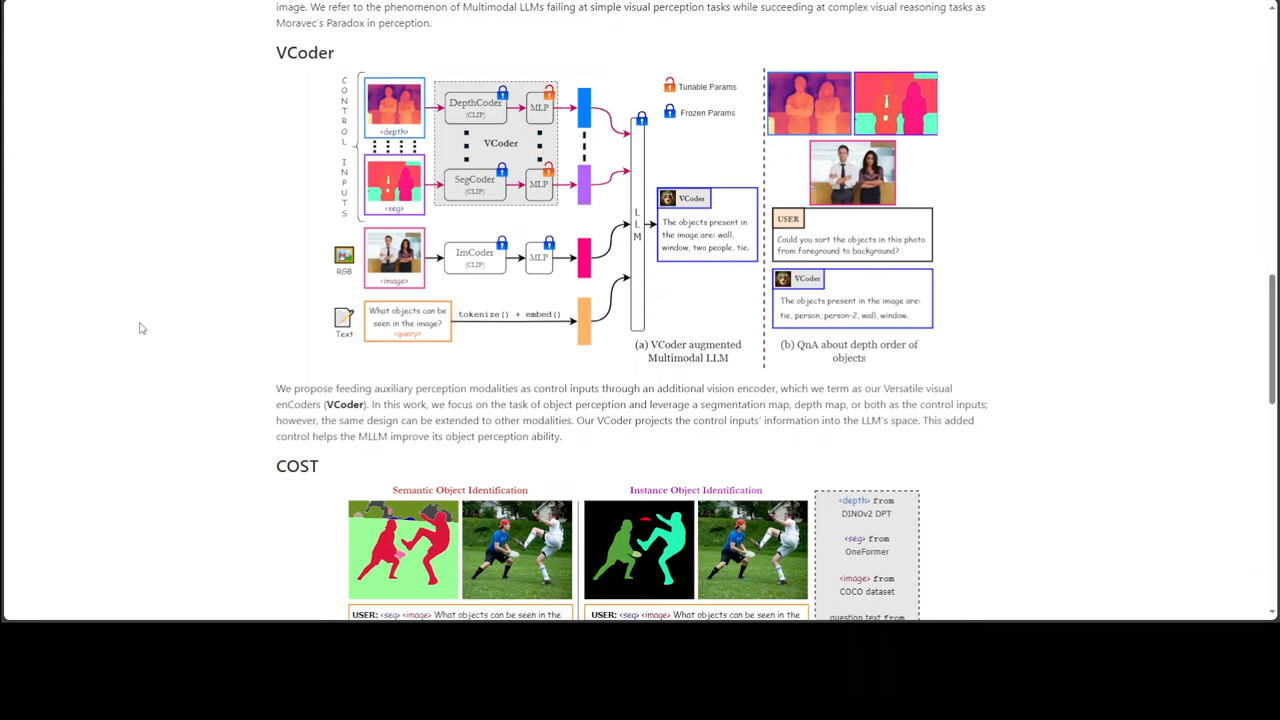 image. We refer to the phenomenon of Multimodal LLMs failing at simple visual perception tasks while succeeding at complex visual reasoning tasks as
Moravec's Paradox in perception.
VCoder
CONTROL INPUTS
<depth>
DepthCoder
(CLIP)
MLP
VCoder
<seg>
SegCoder
(CLIP)
MLP
RGB
<image>
ImCoder
(CLIP)
MLP
Text
What objects can be
seen in the image?
<query>
tokenize() + embed()
LLM
Tunable Params
Frozen Params
VCoder
The objects present in
the image are: wall,
window, two people, tie.
(a) VCoder augmented
Multimodal LLM
USER
Could you sort the objects in this photo
from foreground to background?
VCoder
The objects present in the image are:
tie, person, person-2, wall, window.
(b) QnA about depth order of
objects
We propose feeding auxiliary perception modalities as control inputs through an additional vision encoder, which we term as our Versatile visual
enCoders (VCoder). In this work, we focus on the task of object perception and leverage a segmentation map, depth map, or both as the control inputs;
however, the same design can be extended to other modalities. Our VCoder projects the control inputs' information into the LLM's space. This added
control helps the MLLM improve its object perception ability.
COST
Semantic Object Identification
Instance Object Identification
USER: <seg> <image> What objects can be seen in the
USER: <seg> <image> What objects can be seen in the
<depth> from
DINOv2 DPT
<seg> from
OneFormer
<image> from
COCO dataset
question text from